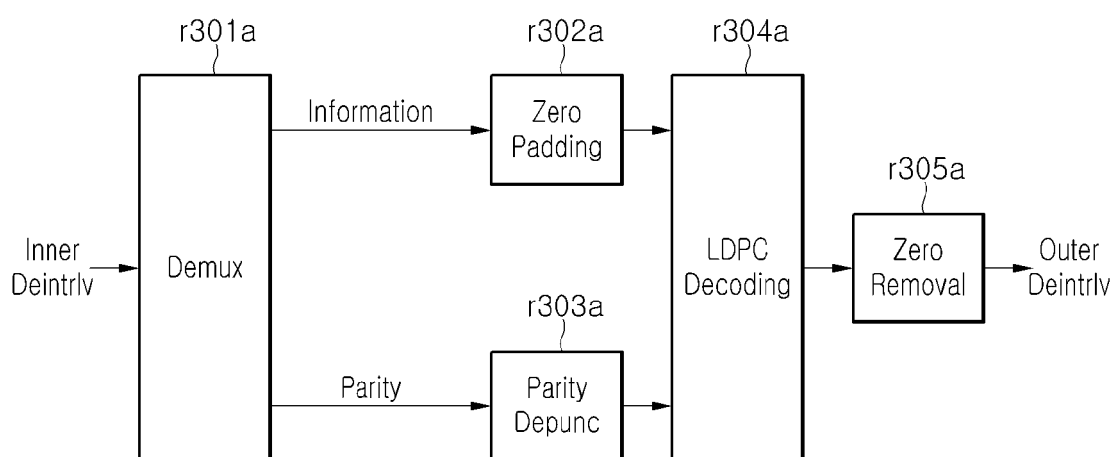 r301a
r302a
r304a
Information
Zero
Padding
r305a
Inner
Deintrlv
Demux
LDPC
Decoding
Zero
Removal
Outer
Deintrlv
r303a
Parity
Parity
Depunc